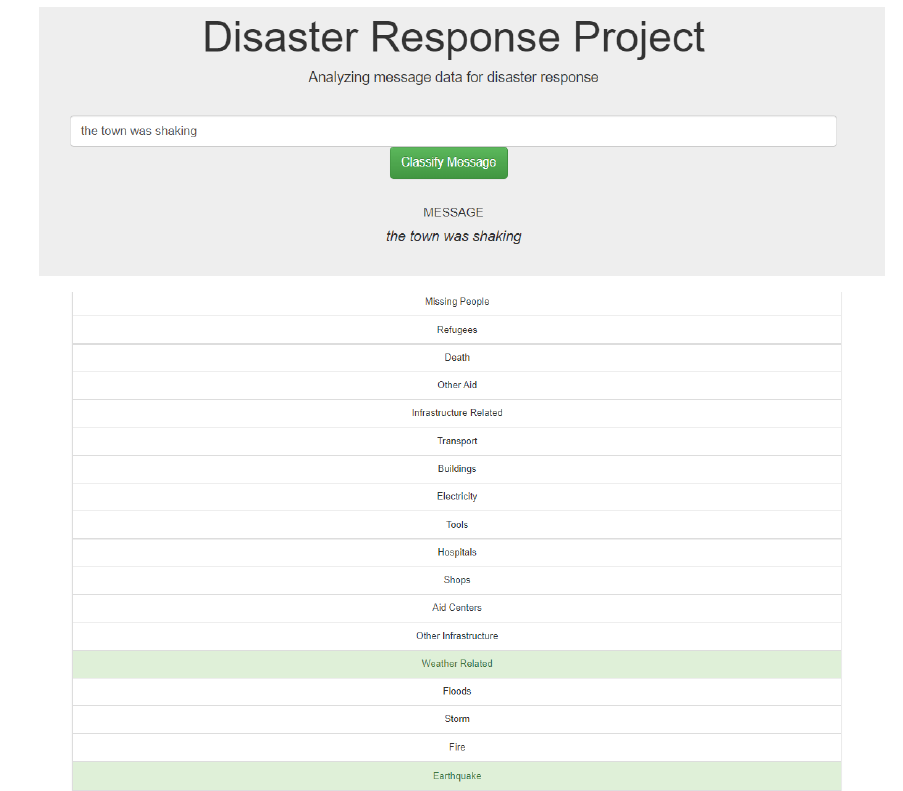 Disaster Response Project
Analyzing message data for disaster response
the town was shaking
Classify Message
MESSAGE
the town was shaking
Missing People
Refugees
Death
Other Aid
Infrastructure Related
Transport
Buildings
Electricity
Tools
Hospitals
Shops
Aid Centers
Other Infrastructure
Weather Related
Floods
Storm
Fire
Earthquake